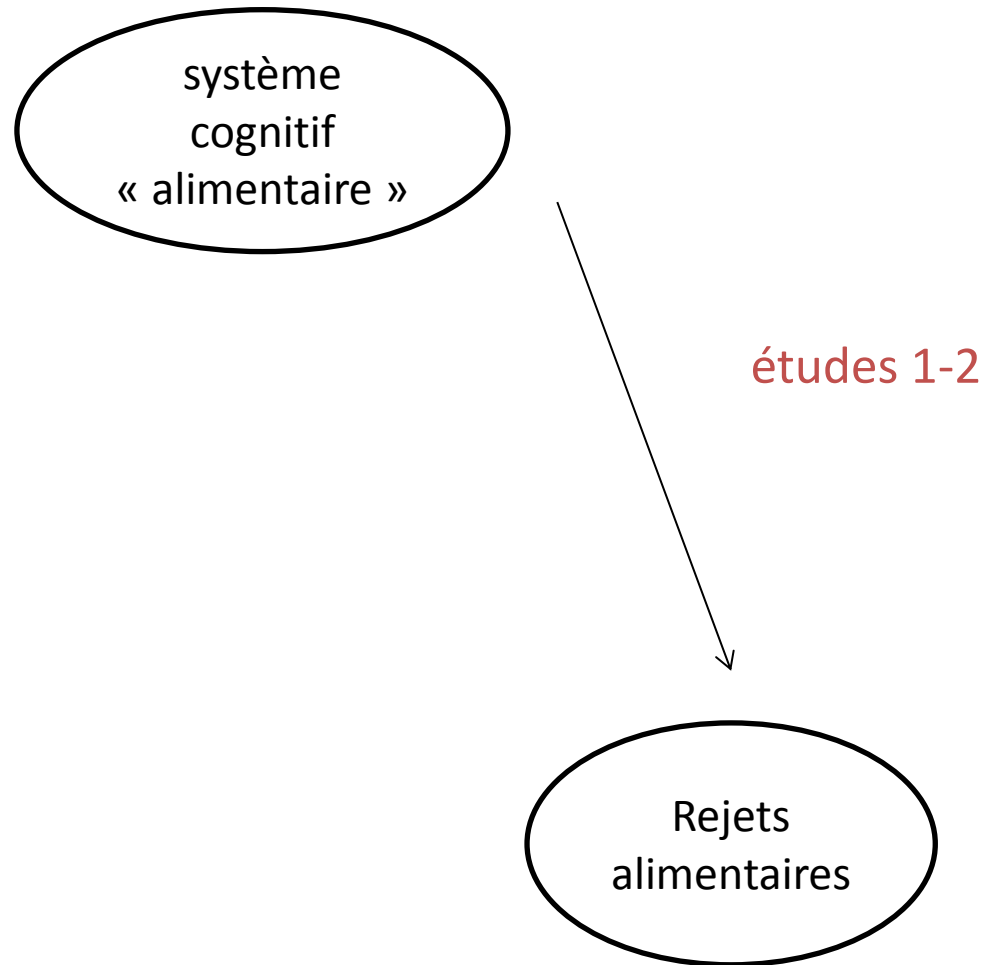 système
cognitif
« alimentaire »
études 1-2
Rejets
alimentaires